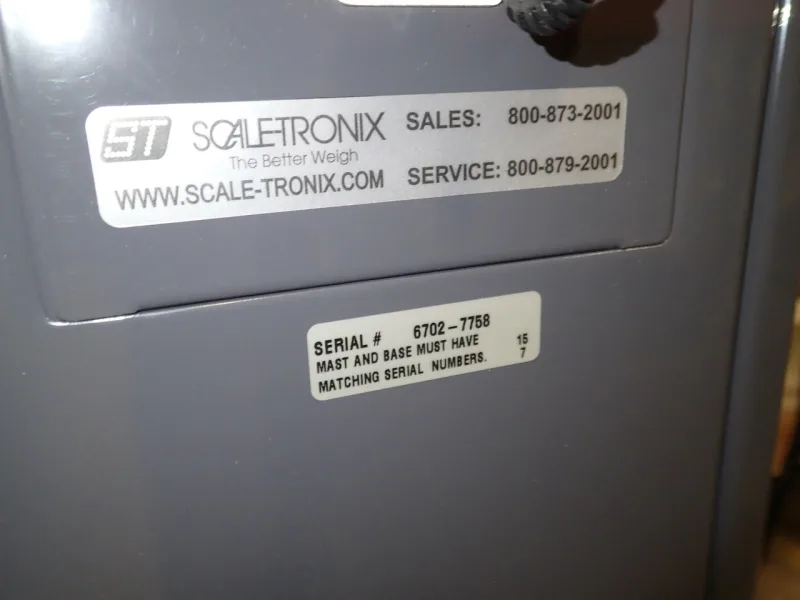 ST SCALE-TRONIX SALES: 800-873-2001
The Better Weigh
WWW.SCALE-TRONIX.COM SERVICE: 800-879-2001
SERIAL # 6702-7758
MAST AND BASE MUST HAVE 15
MATCHING SERIAL NUMBERS. 7